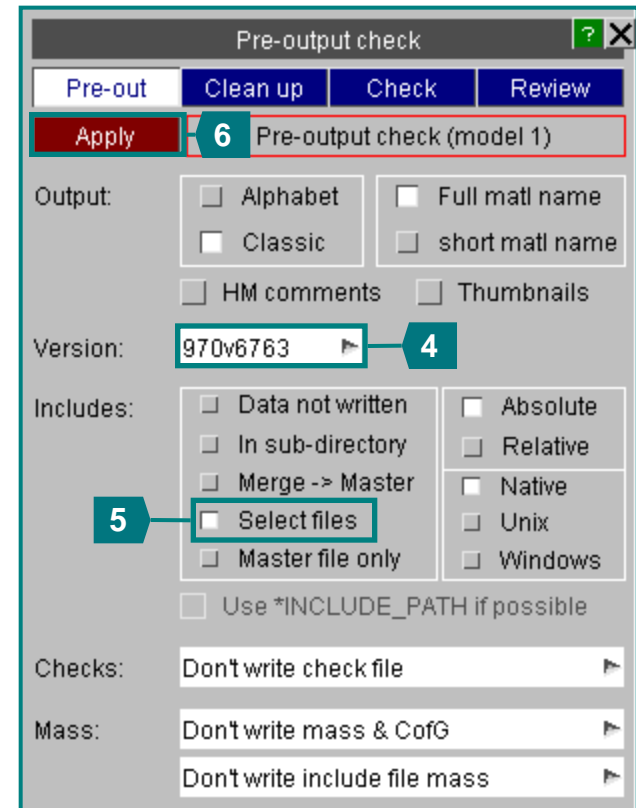 Pre-output check ? X
Pre-out Clean up Check Review
Apply 6 Pre-output check (model 1)
Output: Alphabet Full matl name
Classic short matl name
HM comments Thumbnails
Version: 970v6763 4
Includes: Data not written Absolute
In sub-directory Relative
Merge -> Master Native
5 Select files Unix
Master file only Windows
Use *INCLUDE_PATH if possible
Checks: Don't write check file
Mass: Don't write mass & CofG
Don't write include file mass